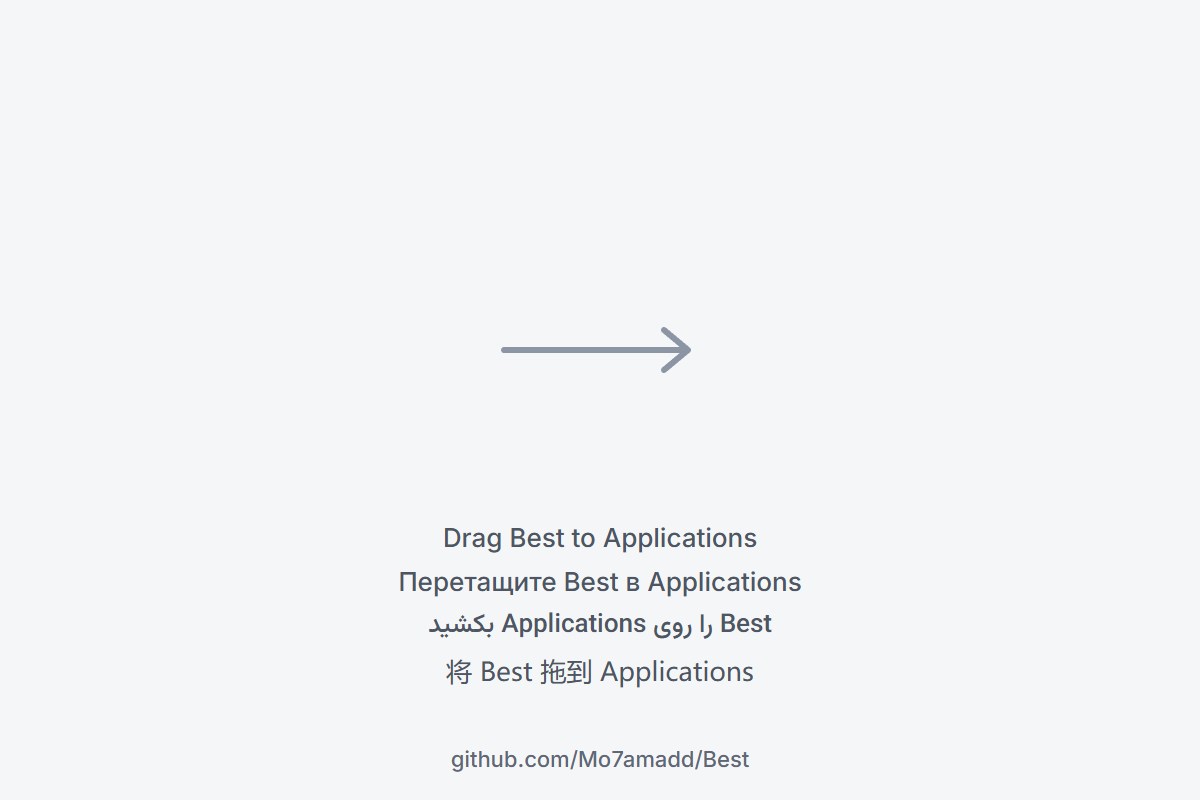 Drag Best to Applications
Перетащите Best в Applications
Best را روی Applications بکشید
将 Best 拖到 Applications
github.com/Mo7amadd/Best